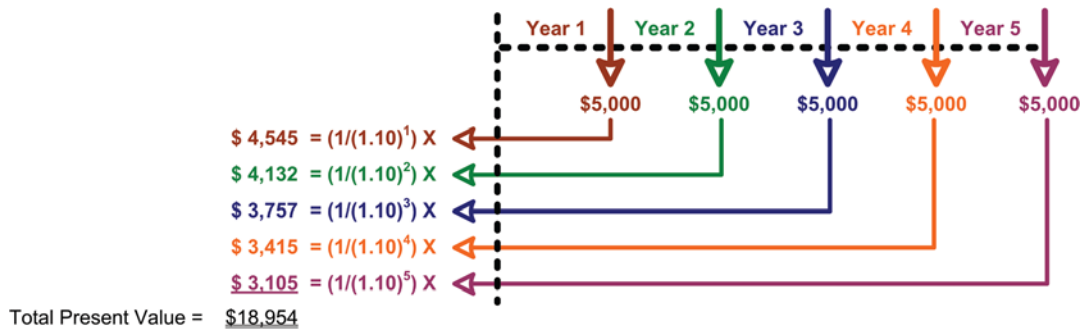 Year 1 Year 2 Year 3 Year 4 Year 5
$5,000 $5,000 $5,000 $5,000 $5,000
$ 4,545 = (1/(1.10)¹) X
$ 4,132 = (1/(1.10)²) X
$ 3,757 = (1/(1.10)³) X
$ 3,415 = (1/(1.10)⁴) X
$ 3,105 = (1/(1.10)⁵) X
Total Present Value = $18,954